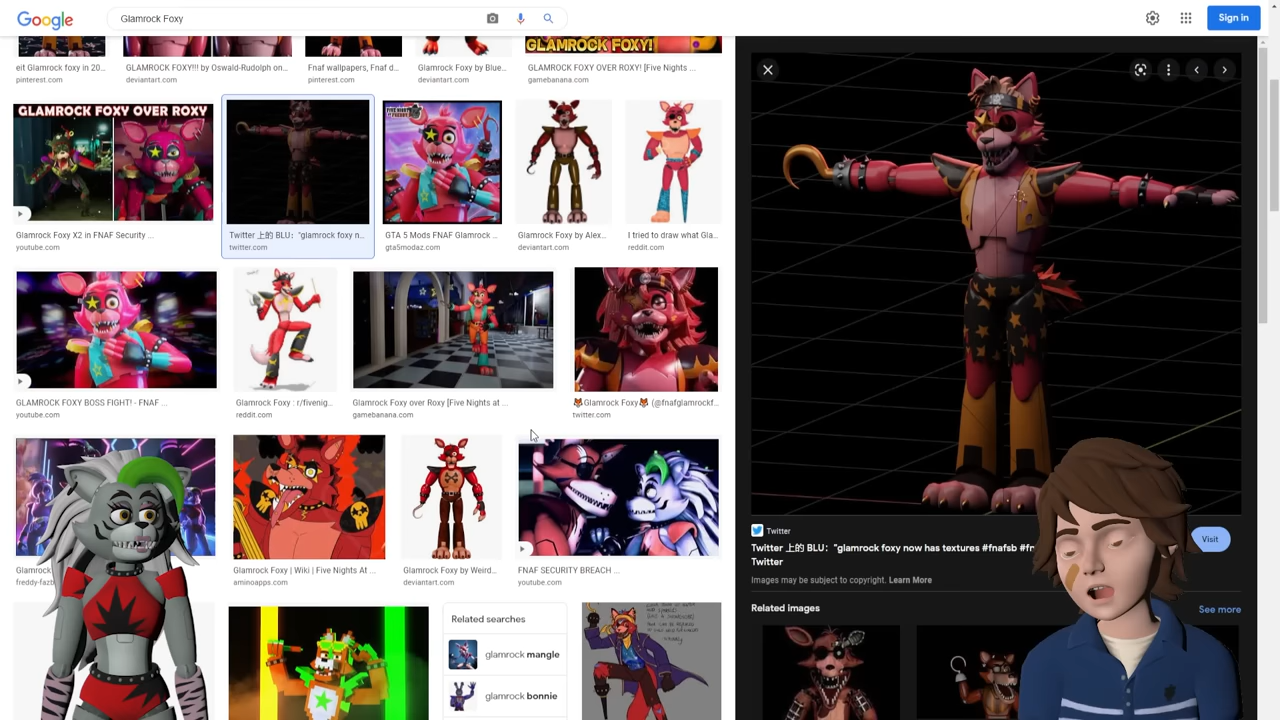 Google
Glamrock Foxy
Sign in
eit Glamrock foxy in 20...
pinterest.com
GLAMROCK FOXY!!! by Oswald-Rudolph on...
deviantart.com
Fnaf wallpapers, Fnaf d...
pinterest.com
Glamrock Foxy by Blue...
deviantart.com
GLAMROCK FOXY!
GLAMROCK FOXY OVER ROXY! [Five Nights ...
gamebanana.com
GLAMROCK FOXY OVER ROXY
Glamrock Foxy X2 in FNAF Security ...
youtube.com
Twitter 上的 BLU: "glamrock foxy n...
twitter.com
GTA 5 Mods FNAF Glamrock ...
gta5modaz.com
Glamrock Foxy by Alex...
deviantart.com
I tried to draw what Gla...
reddit.com
GLAMROCK FOXY BOSS FIGHT! - FNAF ...
youtube.com
Glamrock Foxy : r/fivenig...
reddit.com
Glamrock Foxy over Roxy [Five Nights at ...
gamebanana.com
🦊Glamrock Foxy🦊 (@fnafglamrockf...
twitter.com
Glamroc
freddy-fazb
Glamrock Foxy | Wiki | Five Nights At ...
aminoapps.com
Glamrock Foxy by Weird...
deviantart.com
FNAF SECURITY BREACH ...
youtube.com
Related searches
glamrock mangle
glamrock bonnie
Twitter
Twitter 上的 BLU: "glamrock foxy now has textures #fnafsb #fn
Twitter
Visit
Images may be subject to copyright. Learn More
Related images
See more